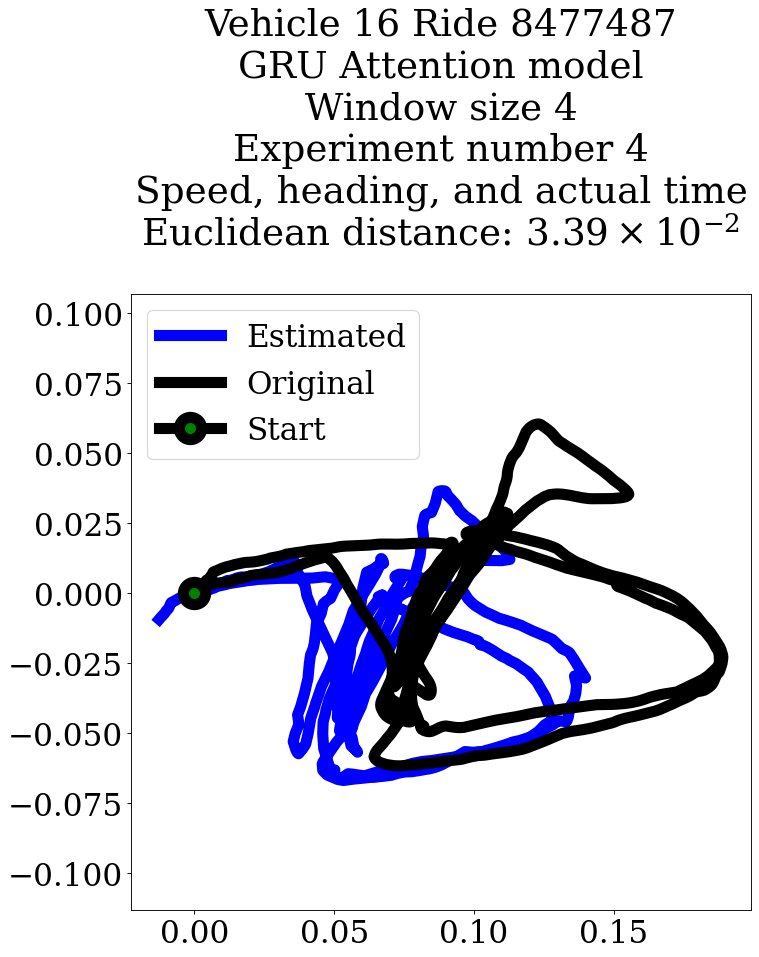 Vehicle 16 Ride 8477487
GRU Attention model
Window size 4
Experiment number 4
Speed, heading, and actual time
Euclidean distance: 3.39 × 10⁻²
Estimated
Original
Start
0.100
0.075
0.050
0.025
0.000
−0.025
−0.050
−0.075
−0.100
0.00 0.05 0.10 0.15